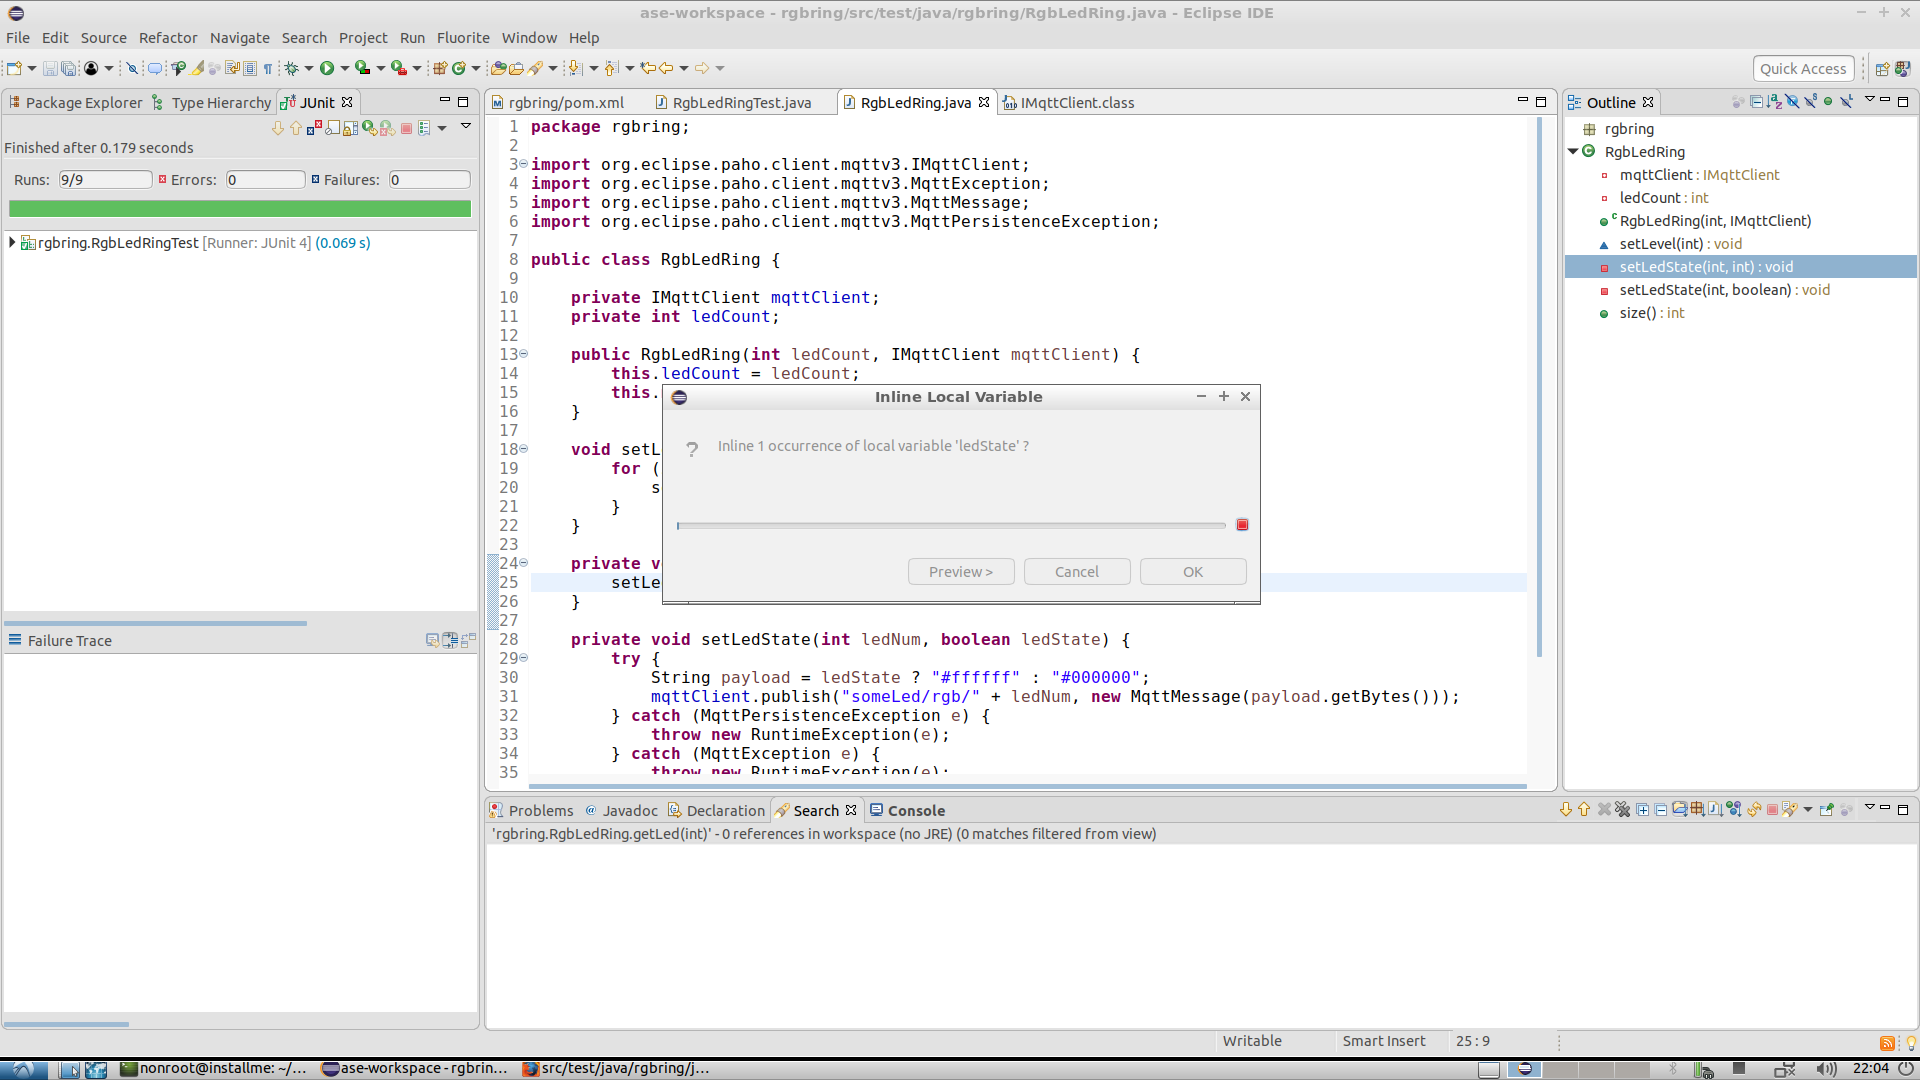 ase-workspace - rgbring/src/test/java/rgbring/RgbLedRing.java - Eclipse IDE
File Edit Source Refactor Navigate Search Project Run Fluorite Window Help
Quick Access
Package Explorer Type Hierarchy JUnit
Finished after 0.179 seconds
Runs: 9/9 Errors: 0 Failures: 0
rgbring.RgbLedRingTest [Runner: JUnit 4] (0.069 s)
Failure Trace
rgbring/pom.xml RgbLedRingTest.java RgbLedRing.java IMqttClient.class
1 package rgbring;
2
3 import org.eclipse.paho.client.mqttv3.IMqttClient;
4 import org.eclipse.paho.client.mqttv3.MqttException;
5 import org.eclipse.paho.client.mqttv3.MqttMessage;
6 import org.eclipse.paho.client.mqttv3.MqttPersistenceException;
7
8 public class RgbLedRing {
9
10 private IMqttClient mqttClient;
11 private int ledCount;
12
13 public RgbLedRing(int ledCount, IMqttClient mqttClient) {
14 this.ledCount = ledCount;
15 this.
16 }
17
18 void setL
19 for (
20 s
21 }
22 }
23
24 private v
25 setLe
26 }
27
28 private void setLedState(int ledNum, boolean ledState) {
29 try {
30 String payload = ledState ? "#ffffff" : "#000000";
31 mqttClient.publish("someLed/rgb/" + ledNum, new MqttMessage(payload.getBytes()));
32 } catch (MqttPersistenceException e) {
33 throw new RuntimeException(e);
34 } catch (MqttException e) {
35 throw new RuntimeException(e);
Inline Local Variable
Inline 1 occurrence of local variable 'ledState' ?
Preview > Cancel OK
Outline
rgbring
RgbLedRing
mqttClient : IMqttClient
ledCount : int
RgbLedRing(int, IMqttClient)
setLevel(int) : void
setLedState(int, int) : void
setLedState(int, boolean) : void
size() : int
Problems Javadoc Declaration Search Console
'rgbring.RgbLedRing.getLed(int)' - 0 references in workspace (no JRE) (0 matches filtered from view)
Writable Smart Insert 25 : 9
nonroot@installme: ~/... ase-workspace - rgbrin... src/test/java/rgbring/j... 22:04